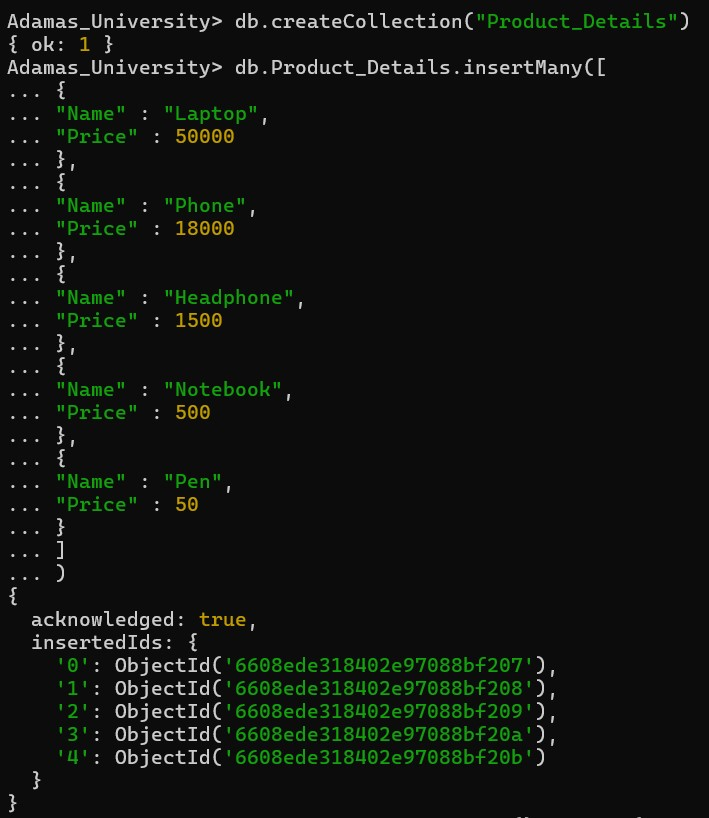 Adamas_University> db.createCollection("Product_Details")
{ ok: 1 }
Adamas_University> db.Product_Details.insertMany([
... {
... "Name" : "Laptop",
... "Price" : 50000
... },
... {
... "Name" : "Phone",
... "Price" : 18000
... },
... {
... "Name" : "Headphone",
... "Price" : 1500
... },
... {
... "Name" : "Notebook",
... "Price" : 500
... },
... {
... "Name" : "Pen",
... "Price" : 50
... }
... ]
... )
{
  acknowledged: true,
  insertedIds: {
    '0': ObjectId('6608ede318402e97088bf207'),
    '1': ObjectId('6608ede318402e97088bf208'),
    '2': ObjectId('6608ede318402e97088bf209'),
    '3': ObjectId('6608ede318402e97088bf20a'),
    '4': ObjectId('6608ede318402e97088bf20b')
  }
}